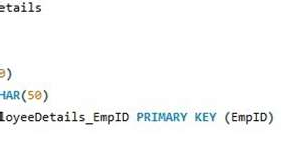 etails
0)
HAR(50)
loyeeDetails_EmpID PRIMARY KEY (EmpID)